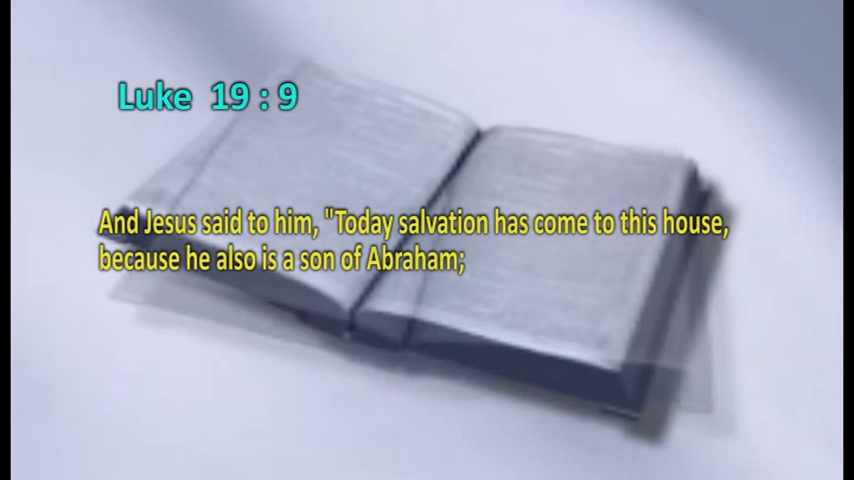 Luke 19 : 9
And Jesus said to him, "Today salvation has come to this house,
because he also is a son of Abraham;